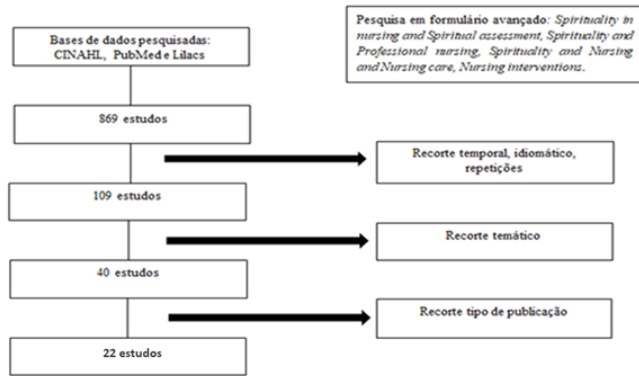 Bases de dados pesquisadas:
CINAHL, PubMed e Lilacs
Pesquisa em formulário avançado: Spirituality in
nursing and Spiritual assessment, Spirituality and
Professional nursing, Spirituality and Nursing
and Nursing care, Nursing interventions.
869 estudos
Recorte temporal, idiomático,
repetições
109 estudos
Recorte temático
40 estudos
Recorte tipo de publicação
22 estudos